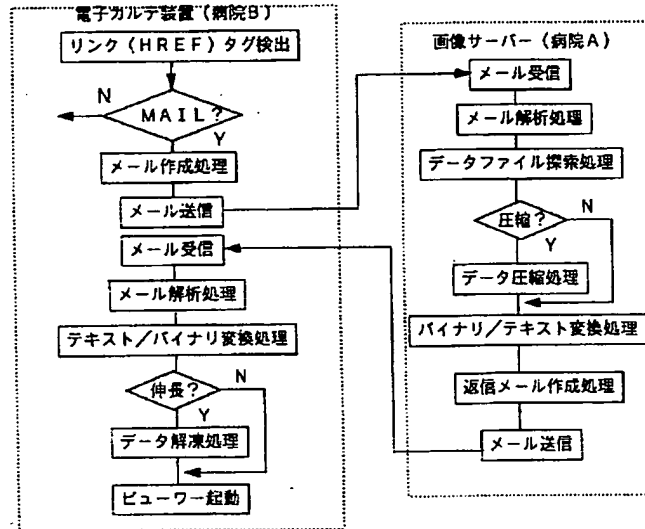 電子カルテ装置(病院B)
リンク(HREF)タグ検出
N
MAIL?
Y
メール作成処理
メール送信
メール受信
メール解析処理
テキスト/バイナリ変換処理
伸長?
N
Y
データ解凍処理
ビューワー起動
画像サーバー(病院A)
メール受信
メール解析処理
データファイル探索処理
圧縮?
N
Y
データ圧縮処理
バイナリ/テキスト変換処理
返信メール作成処理
メール送信